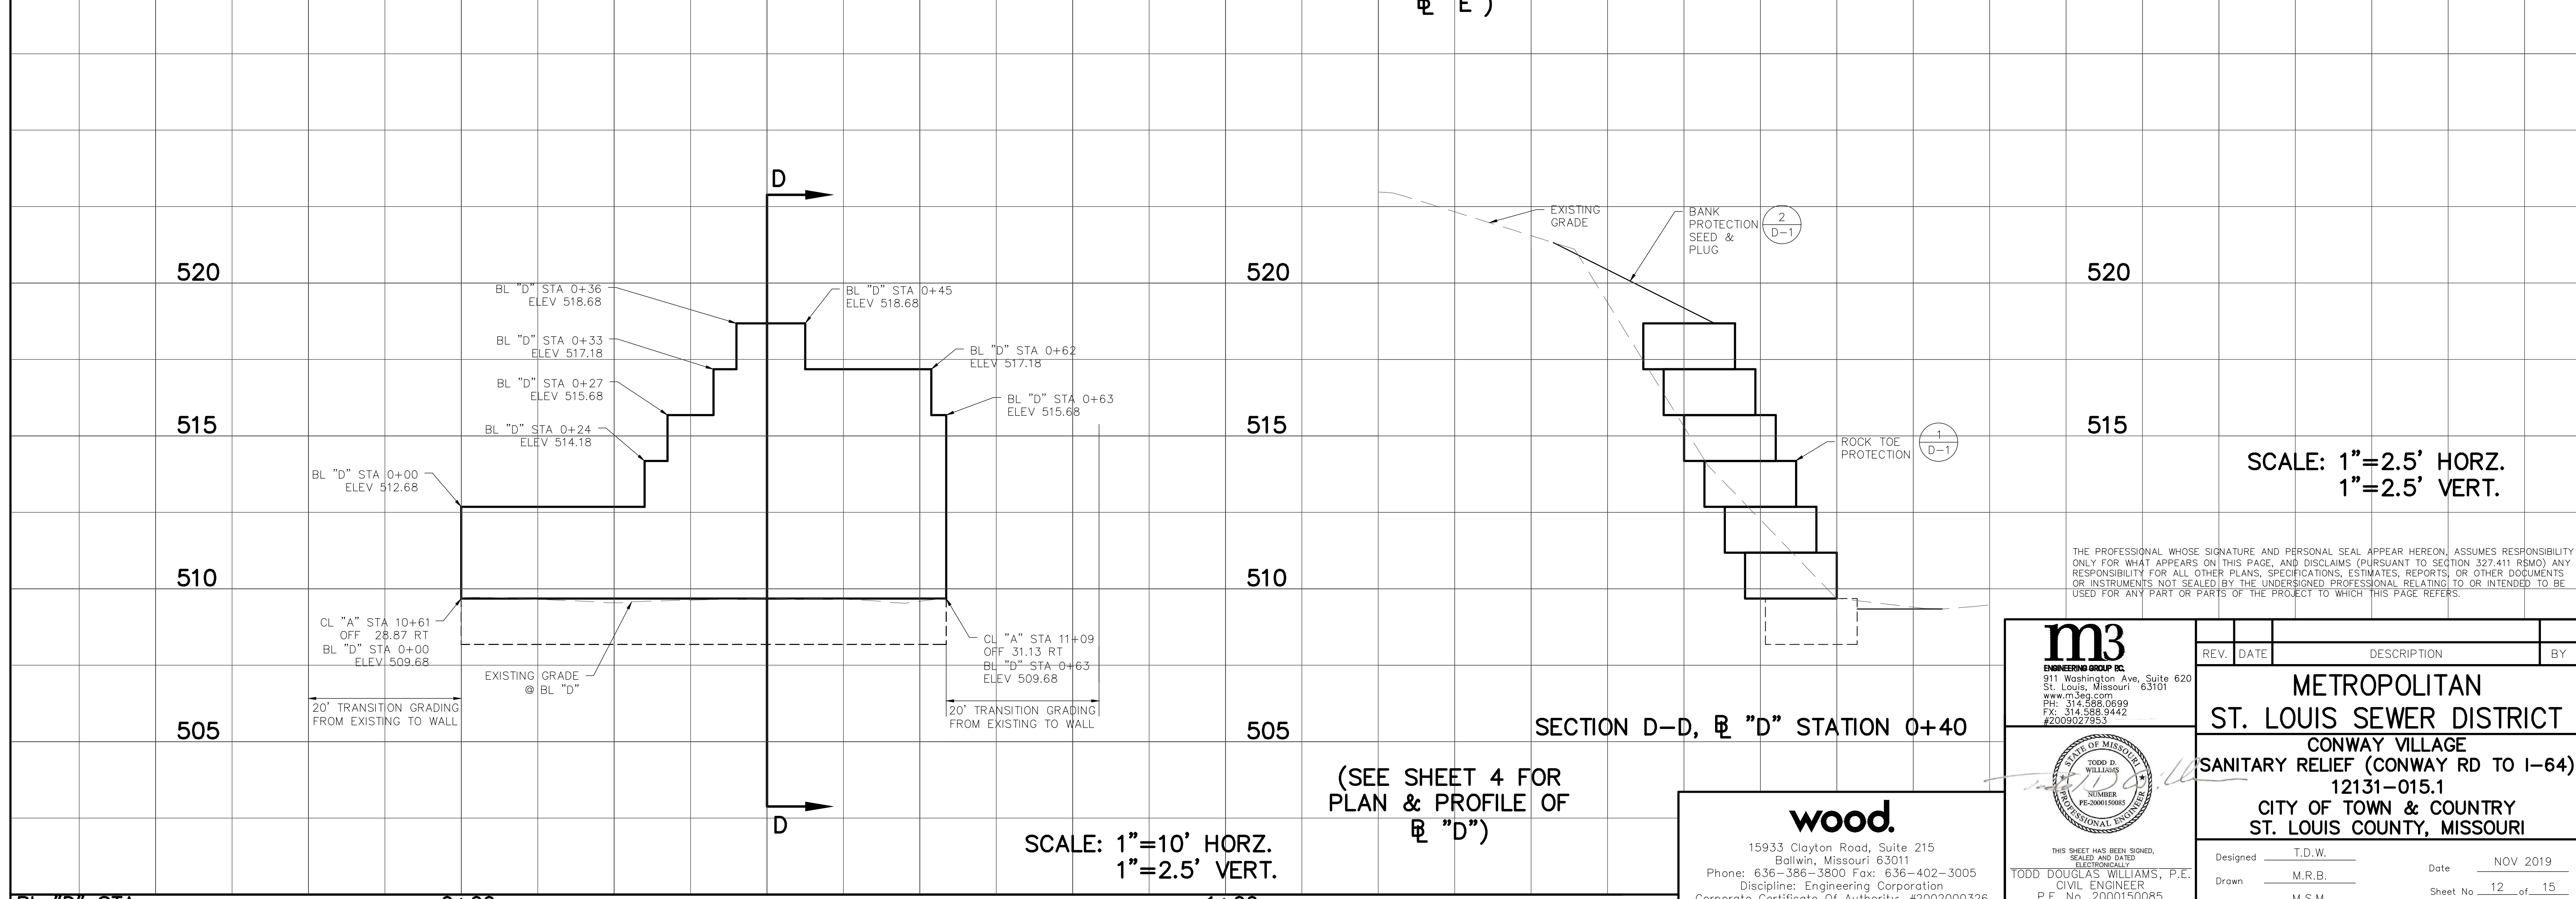 ℄ "E")
D
520
515
510
505
BL "D" STA 0+36
ELEV 518.68
BL "D" STA 0+45
ELEV 518.68
BL "D" STA 0+33
ELEV 517.18
BL "D" STA 0+62
ELEV 517.18
BL "D" STA 0+27
ELEV 515.68
BL "D" STA 0+63
ELEV 515.68
BL "D" STA 0+24
ELEV 514.18
BL "D" STA 0+00
ELEV 512.68
CL "A" STA 10+61
OFF 28.87 RT
BL "D" STA 0+00
ELEV 509.68
EXISTING GRADE
@ BL "D"
CL "A" STA 11+09
OFF 31.13 RT
BL "D" STA 0+63
ELEV 509.68
20' TRANSITION GRADING
FROM EXISTING TO WALL
20' TRANSITION GRADING
FROM EXISTING TO WALL
D
SCALE: 1"=10' HORZ.
1"=2.5' VERT.
520
515
510
505
EXISTING
GRADE
BANK
PROTECTION
SEED &
PLUG
2
D-1
ROCK TOE
PROTECTION
1
D-1
520
515
SCALE: 1"=2.5' HORZ.
1"=2.5' VERT.
SECTION D-D, ℄ "D" STATION 0+40
(SEE SHEET 4 FOR
PLAN & PROFILE OF
℄ "D")
THE PROFESSIONAL WHOSE SIGNATURE AND PERSONAL SEAL APPEAR HEREON, ASSUMES RESPONSIBILITY
ONLY FOR WHAT APPEARS ON THIS PAGE, AND DISCLAIMS (PURSUANT TO SECTION 327.411 RSMO) ANY
RESPONSIBILITY FOR ALL OTHER PLANS, SPECIFICATIONS, ESTIMATES, REPORTS, OR OTHER DOCUMENTS
OR INSTRUMENTS NOT SEALED BY THE UNDERSIGNED PROFESSIONAL RELATING TO OR INTENDED TO BE
USED FOR ANY PART OR PARTS OF THE PROJECT TO WHICH THIS PAGE REFERS.
m3
ENGINEERING GROUP P.C.
911 Washington Ave, Suite 620
St. Louis, Missouri 63101
www.m3eg.com
PH: 314.588.0699
FX: 314.588.9442
#2009027953
STATE OF MISSOURI
TODD D.
WILLIAMS
NUMBER
PE-2000150085
PROFESSIONAL ENGINEER
THIS SHEET HAS BEEN SIGNED,
SEALED AND DATED
ELECTRONICALLY
TODD DOUGLAS WILLIAMS, P.E.
CIVIL ENGINEER
P.E. No. 2000150085
wood.
15933 Clayton Road, Suite 215
Ballwin, Missouri 63011
Phone: 636-386-3800 Fax: 636-402-3005
Discipline: Engineering Corporation
Corporate Certificate Of Authority: #2002000326
REV. DATE DESCRIPTION BY
METROPOLITAN
ST. LOUIS SEWER DISTRICT
CONWAY VILLAGE
SANITARY RELIEF (CONWAY RD TO I-64)
12131-015.1
CITY OF TOWN & COUNTRY
ST. LOUIS COUNTY, MISSOURI
Designed T.D.W.
Drawn M.R.B.
M.S.M.
Date NOV 2019
Sheet No 12 of 15
BL "D" STA
0+00
1+00